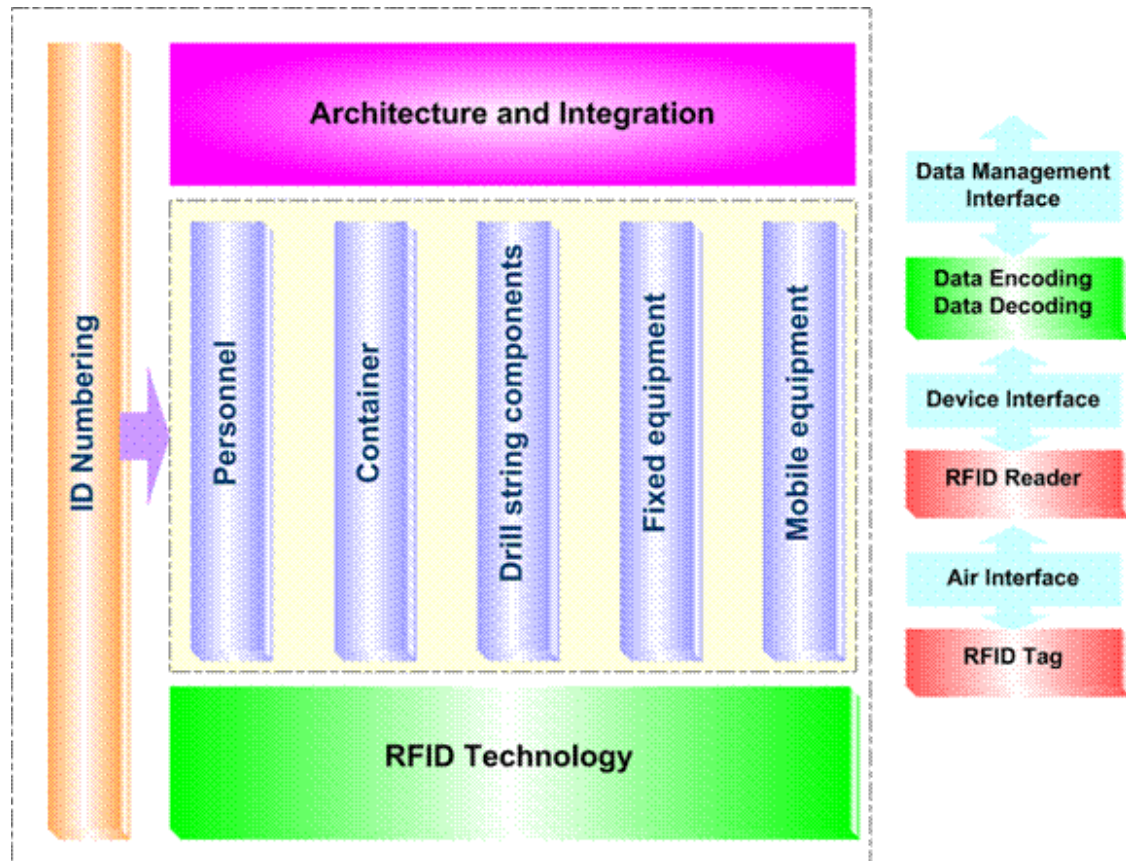 Architecture and Integration
ID Numbering
Personnel
Container
Drill string components
Fixed equipment
Mobile equipment
RFID Technology
Data Management
Interface
Data Encoding
Data Decoding
Device Interface
RFID Reader
Air Interface
RFID Tag